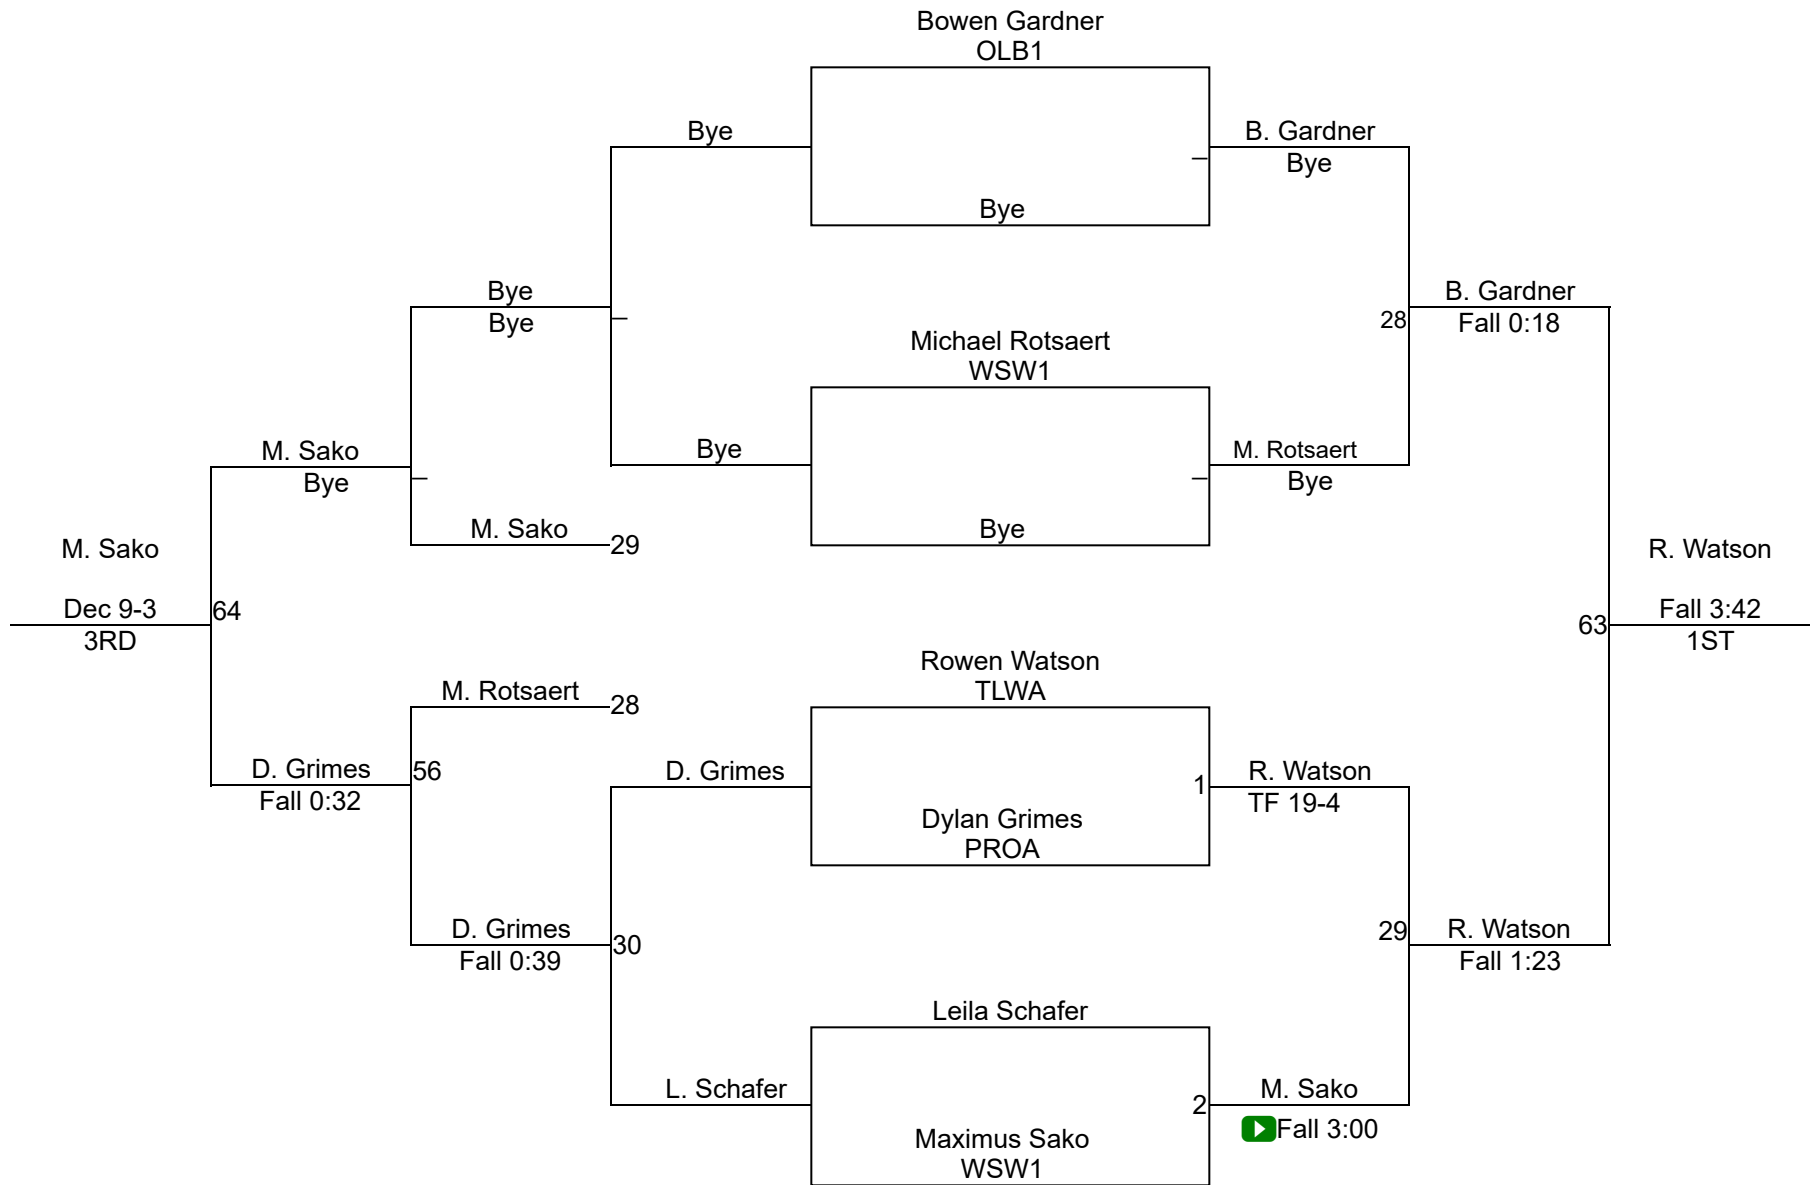 Bowen Gardner
OLB1
Bye
B. Gardner
Bye
Bye
Bye
Bye
B. Gardner
28
Fall 0:18
Michael Rotsaert
WSW1
M. Sako
Bye
Bye
M. Rotsaert
Bye
M. Sako
29
Bye
M. Sako
R. Watson
Dec 9-3
64
3RD
63
Fall 3:42
1ST
Rowen Watson
TLWA
M. Rotsaert
28
D. Grimes
56
Fall 0:32
D. Grimes
1
R. Watson
TF 19-4
Dylan Grimes
PROA
D. Grimes
30
Fall 0:39
29
R. Watson
Fall 1:23
Leila Schafer
L. Schafer
2
M. Sako
Fall 3:00
Maximus Sako
WSW1